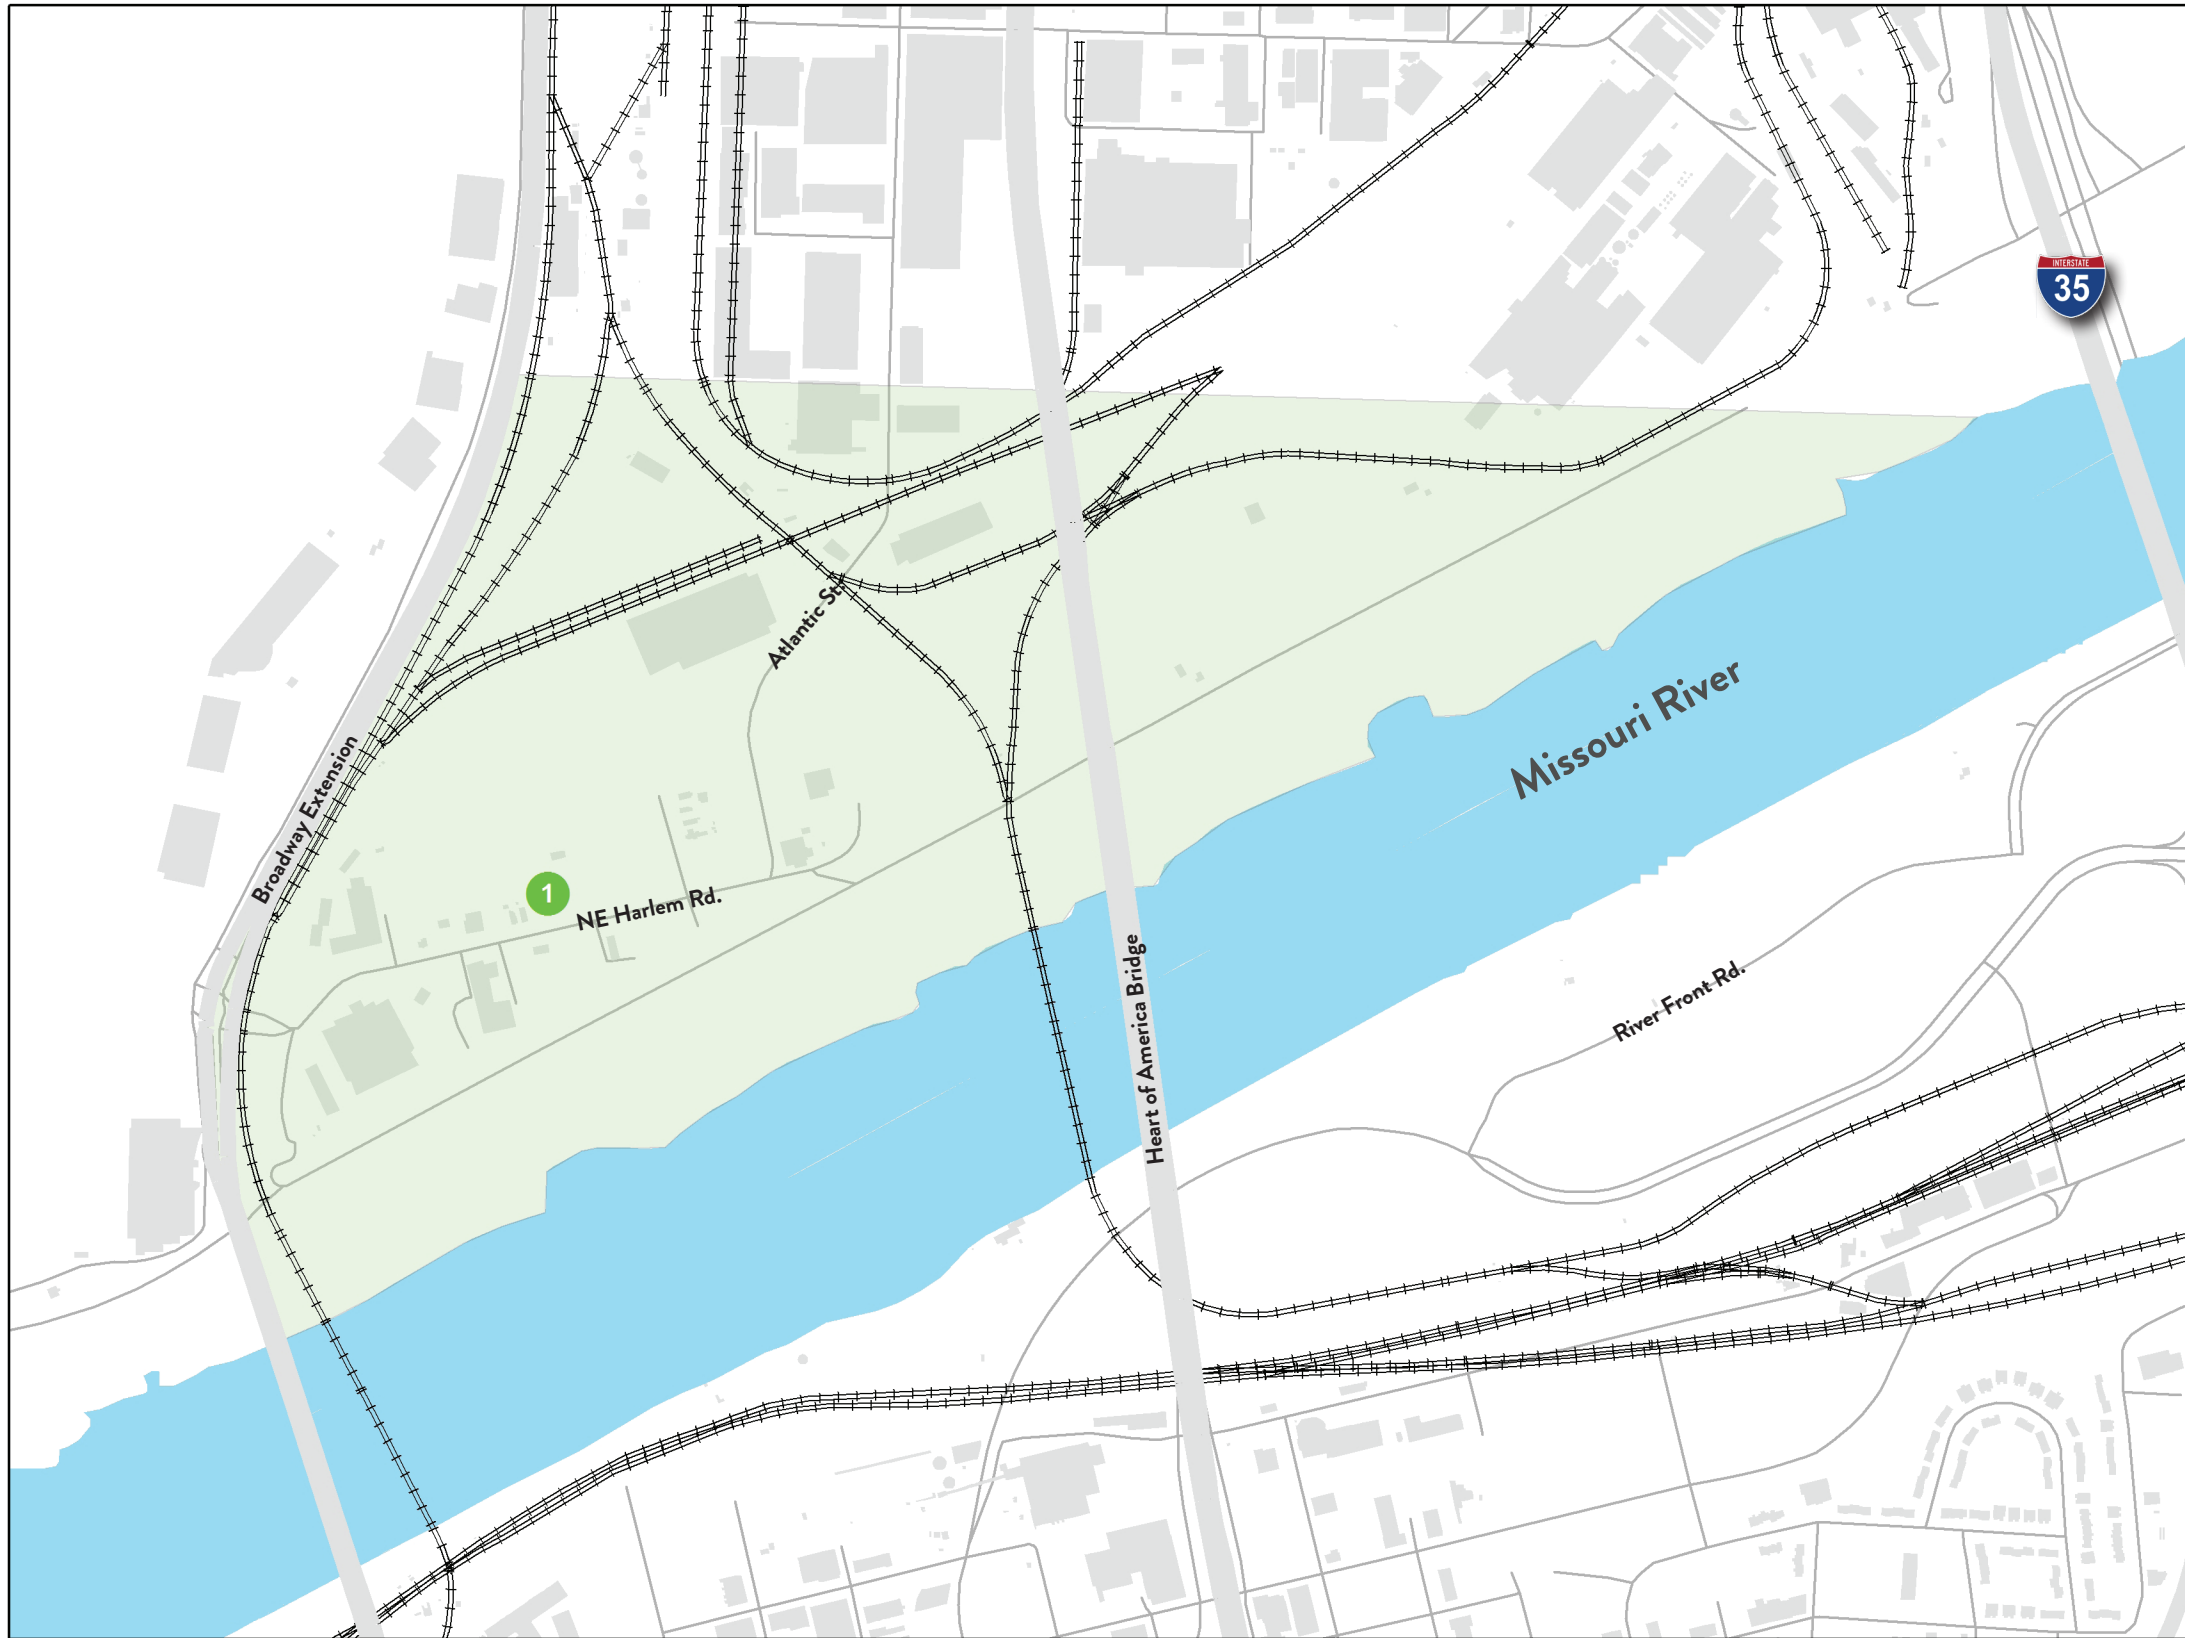 INTERSTATE
35
Atlantic St.
Missouri River
Broadway Extension
1
NE Harlem Rd.
Heart of America Bridge
River Front Rd.